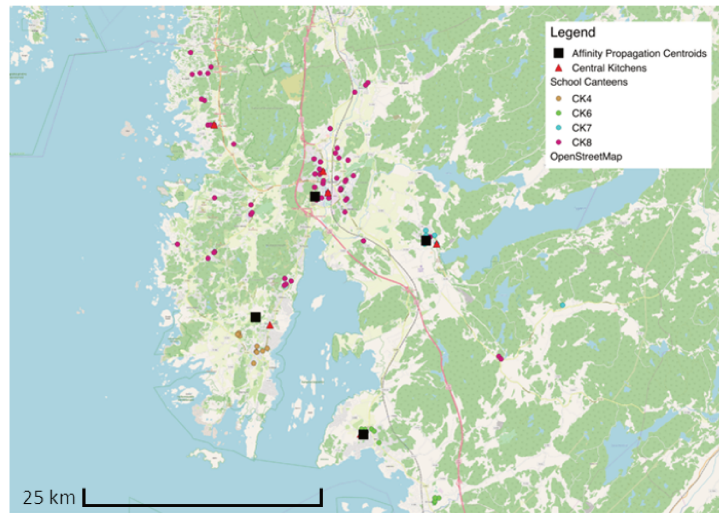 Legend
Affinity Propagation Centroids
Central Kitchens
School Canteens
CK4
CK6
CK7
CK8
OpenStreetMap
25 km